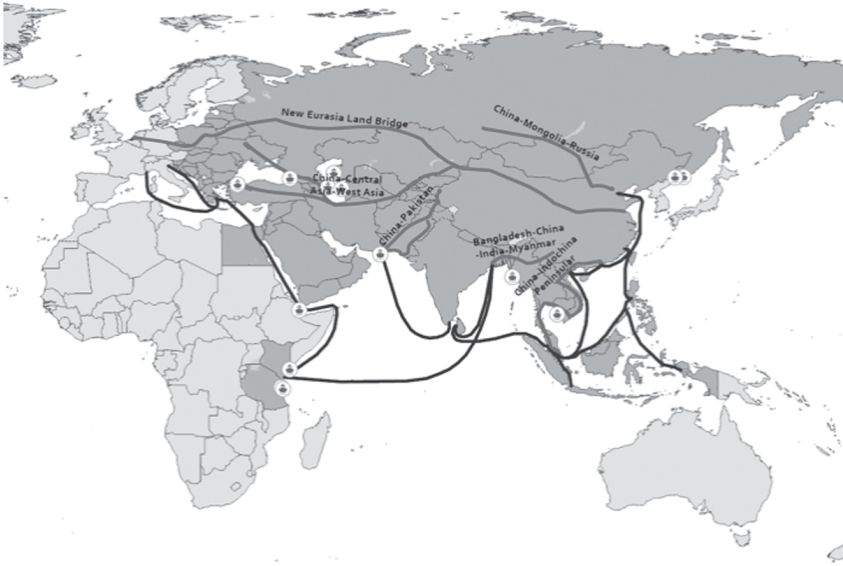 New Eurasia Land Bridge
China-Mongolia-Russia
China-Central
Asia-West Asia
China-Pakistan
Bangladesh-China
-India-Myanmar
China-Indochina
Peninsular